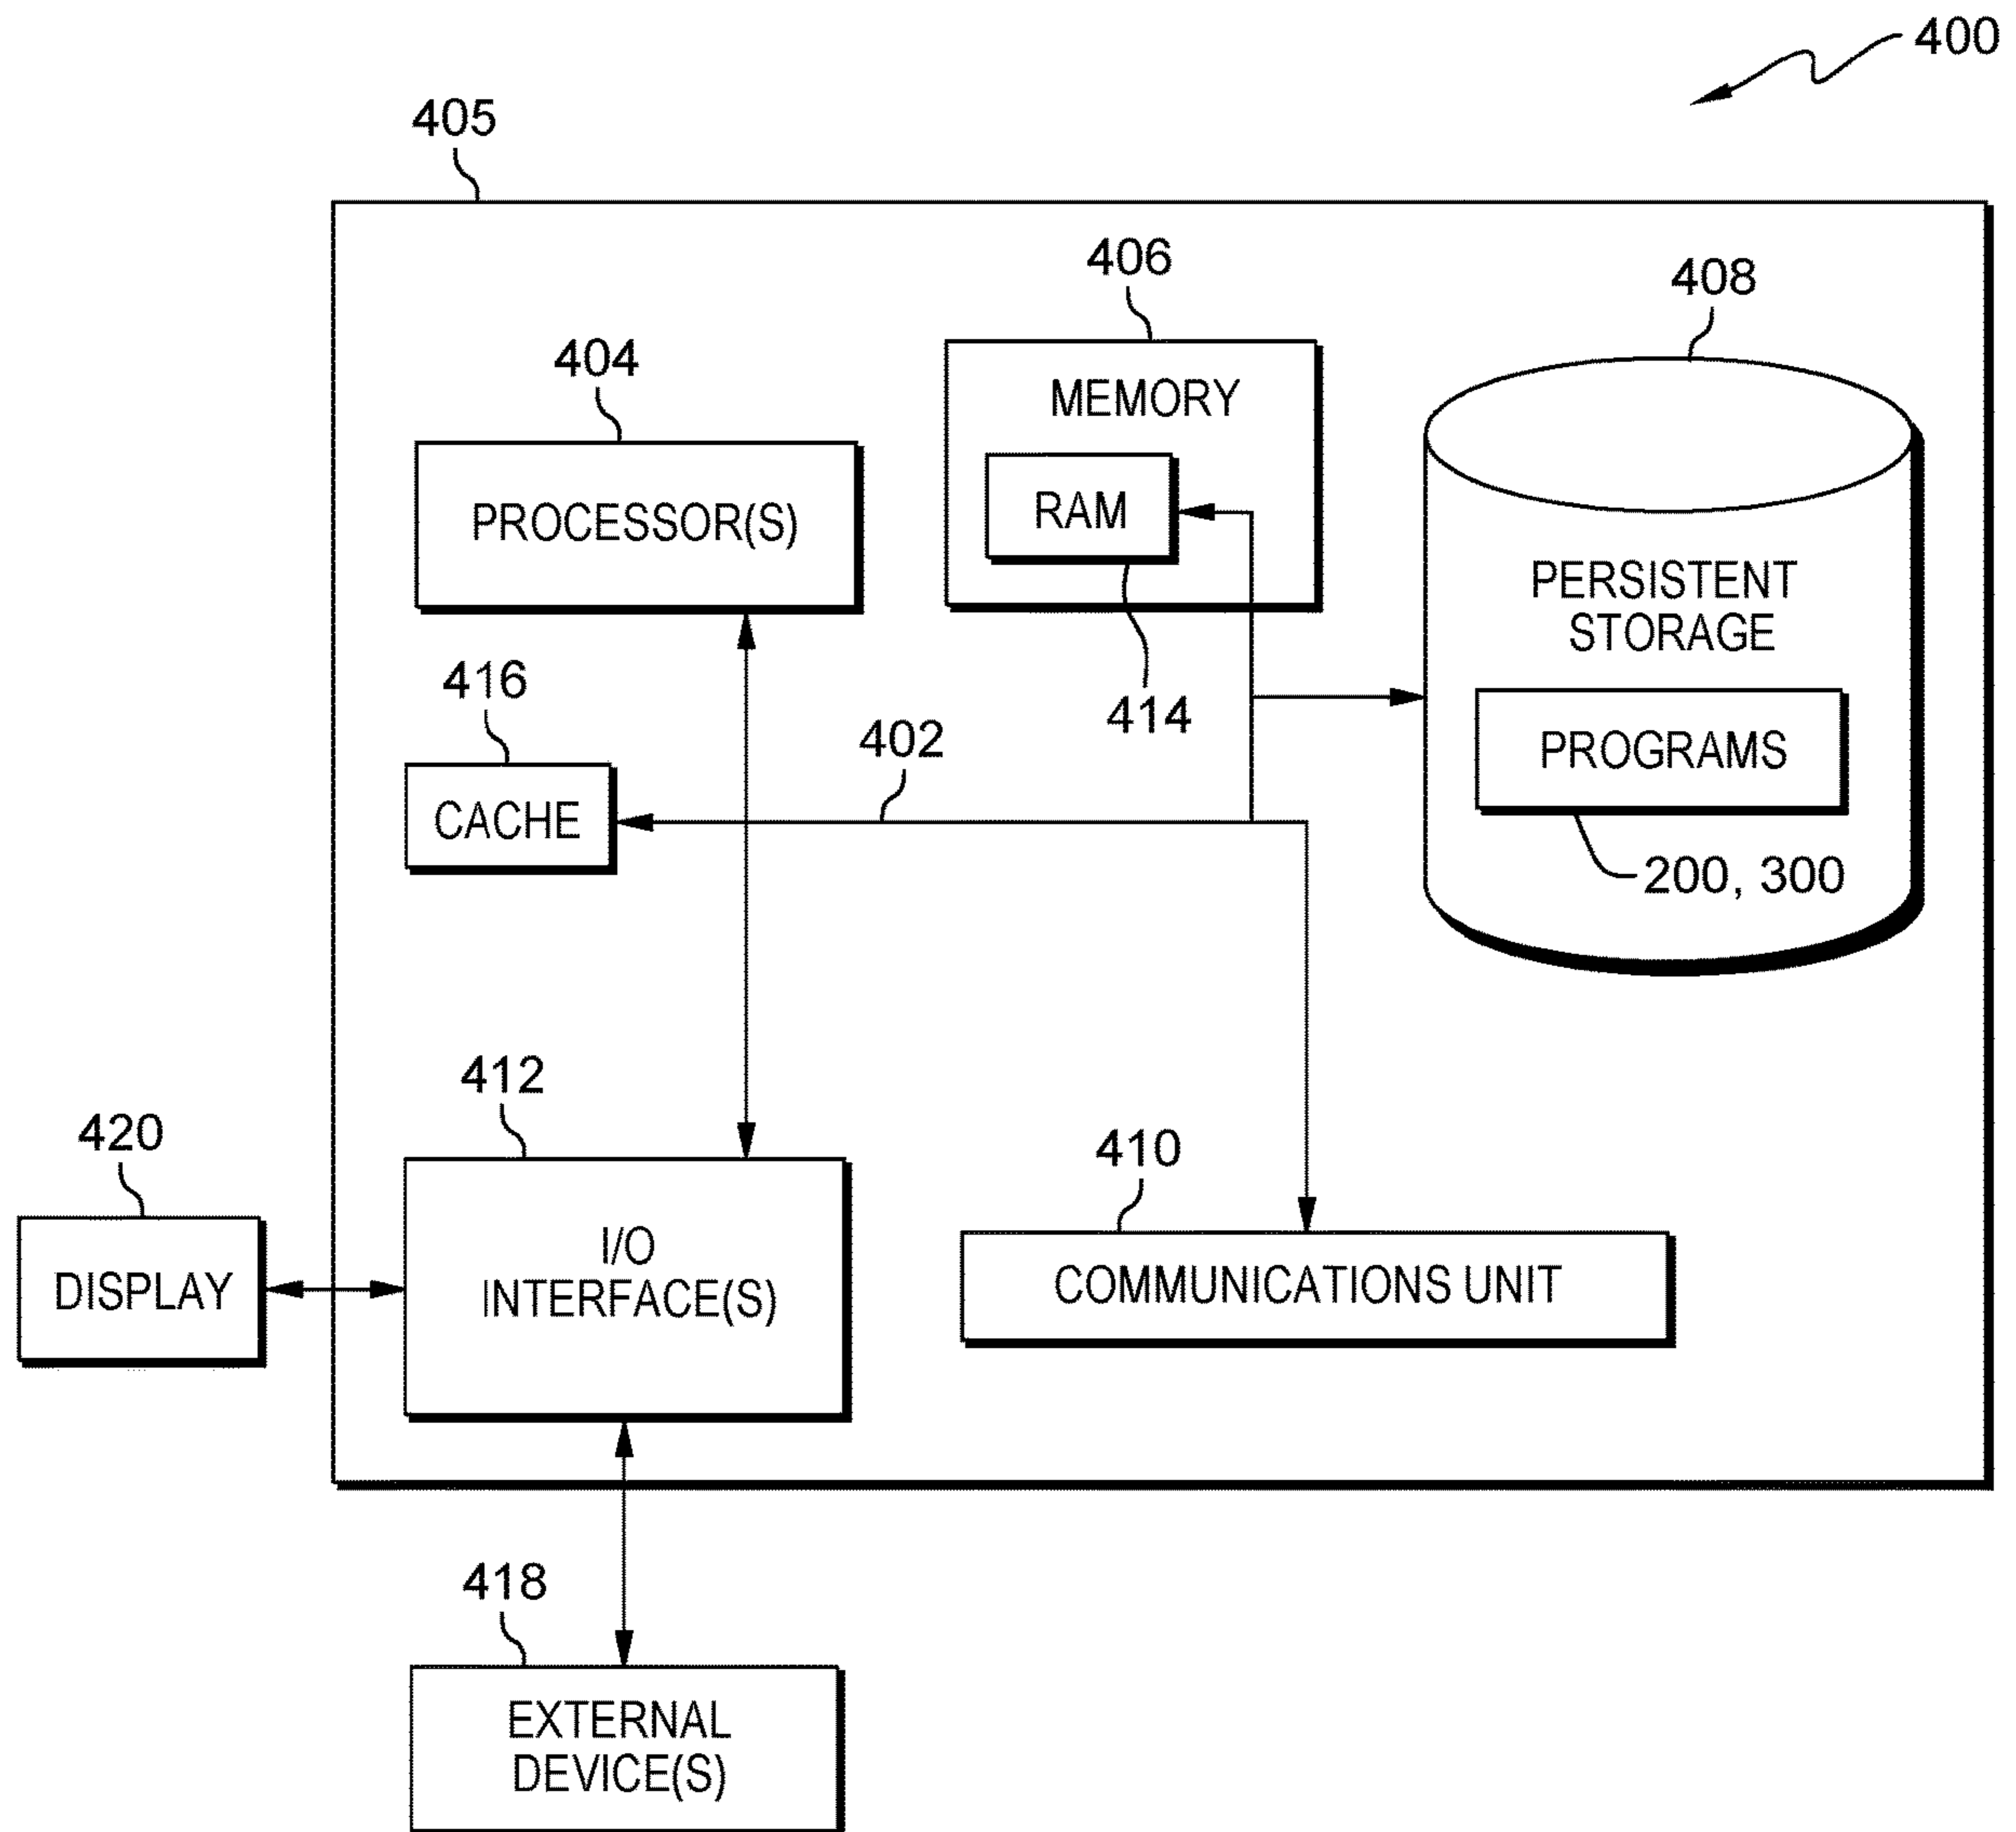 400
405
406
408
404
MEMORY
RAM
PROCESSOR(S)
PERSISTENT
STORAGE
416
414
402
PROGRAMS
CACHE
200, 300
412
420
410
I/O
INTERFACE(S)
DISPLAY
COMMUNICATIONS UNIT
418
EXTERNAL
DEVICE(S)